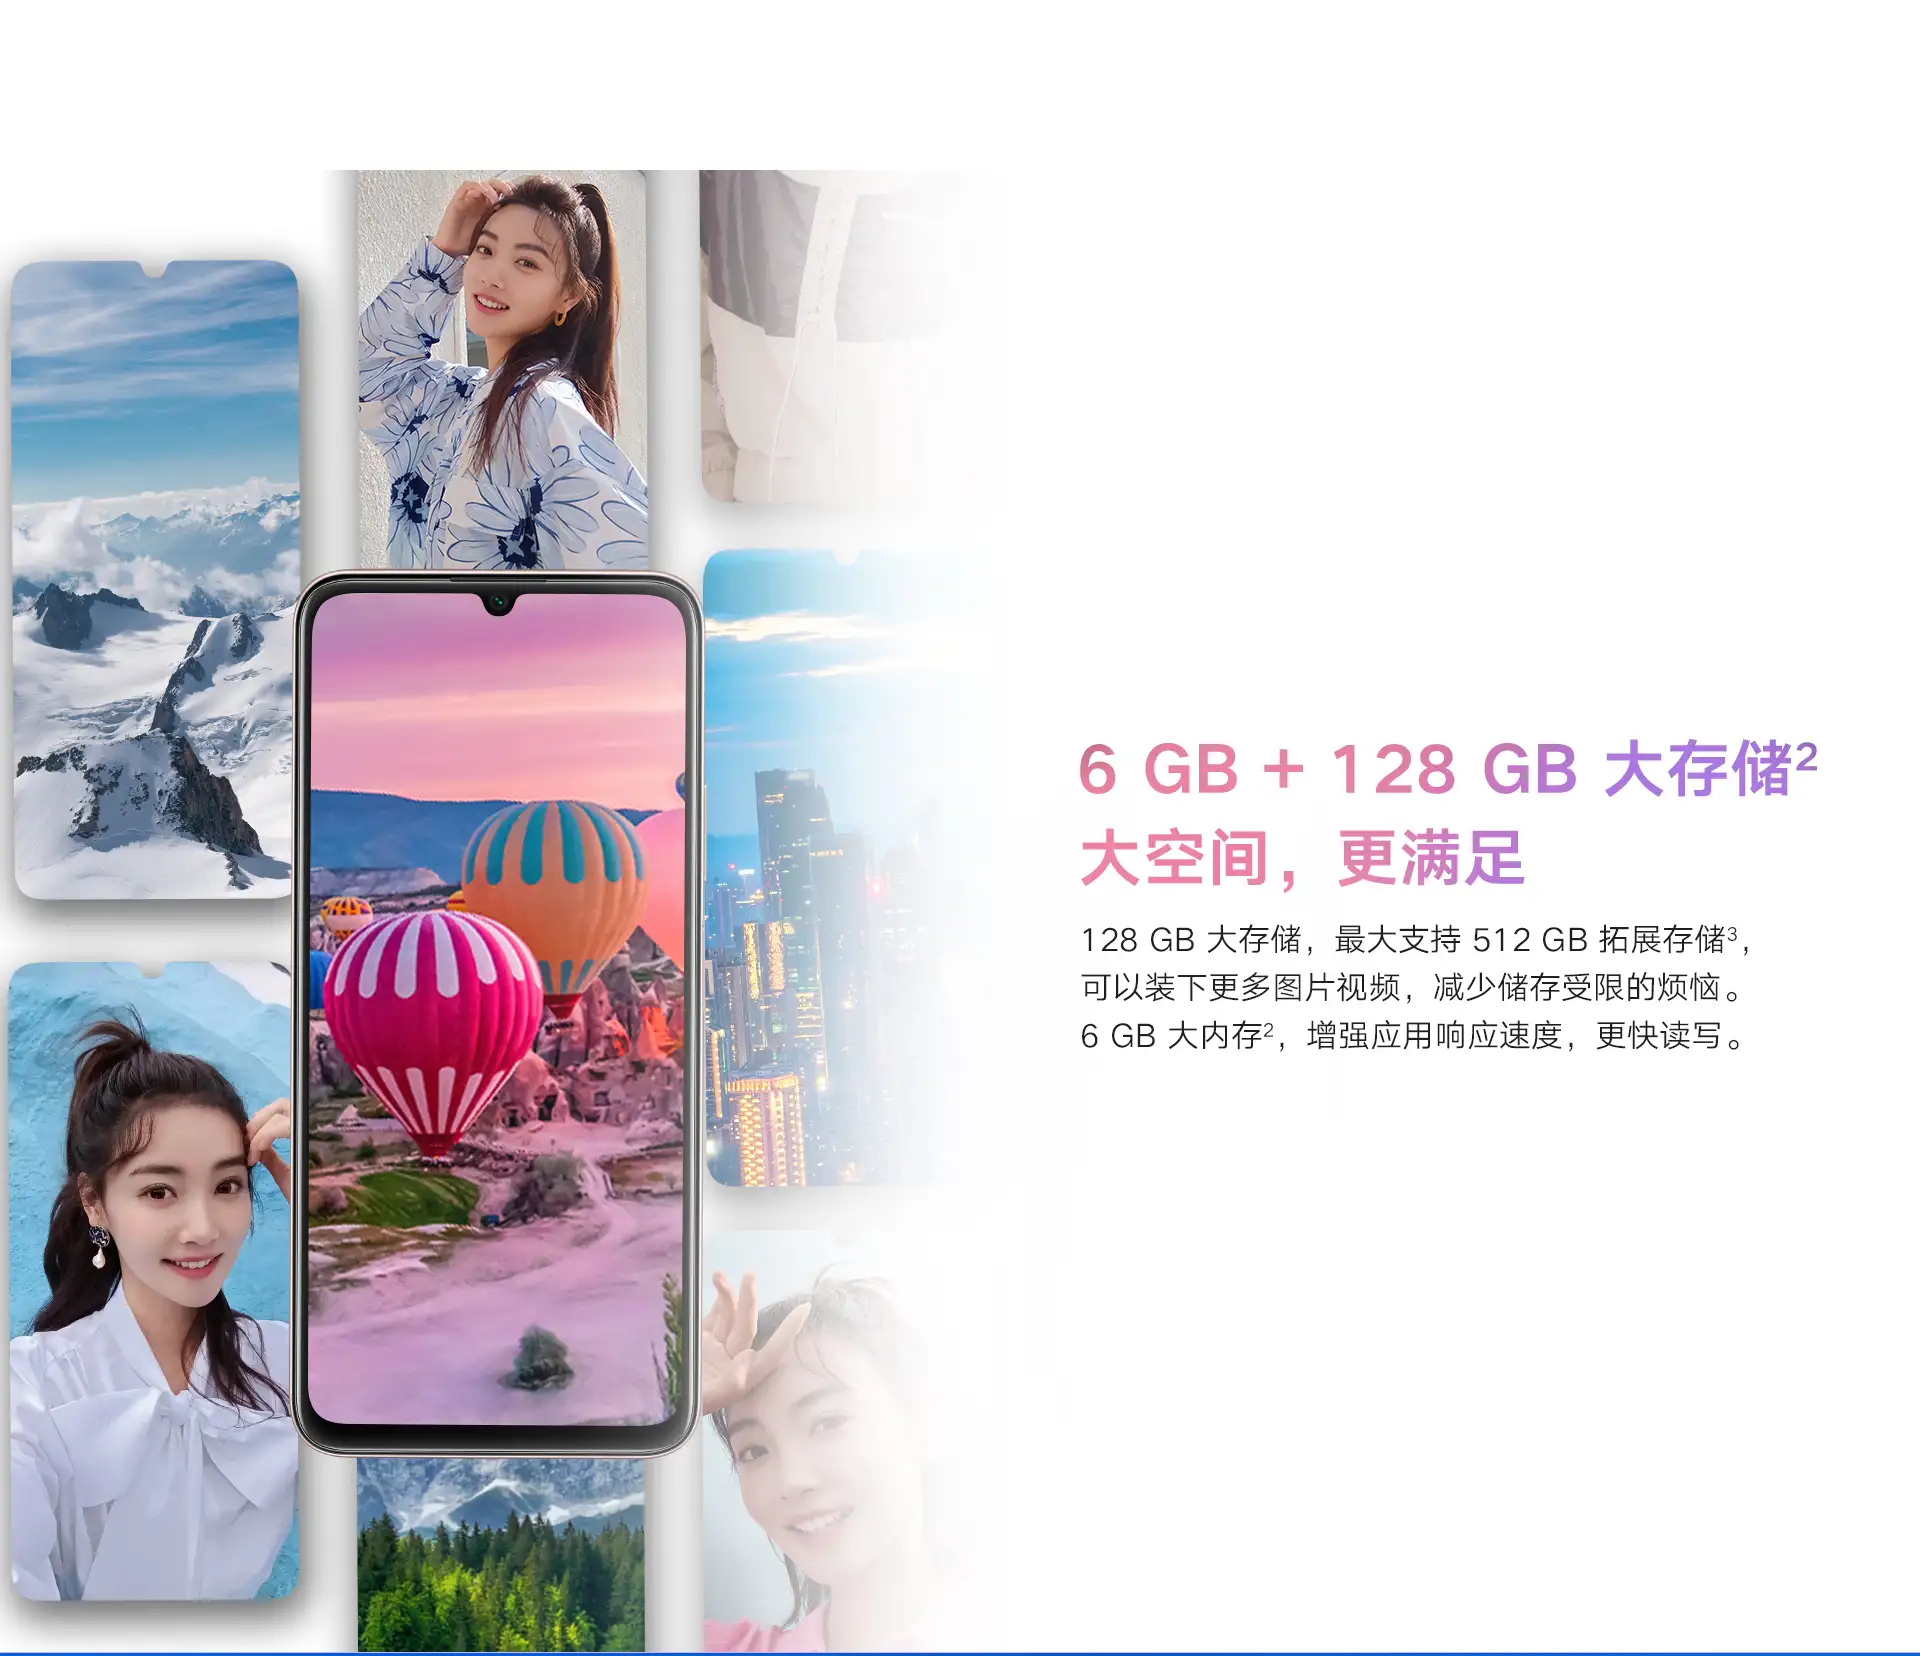 6 GB + 128 GB 大存储²
大空间，更满足
128 GB 大存储，最大支持 512 GB 拓展存储³，
可以装下更多图片视频，减少储存受限的烦恼。
6 GB 大内存²，增强应用响应速度，更快读写。